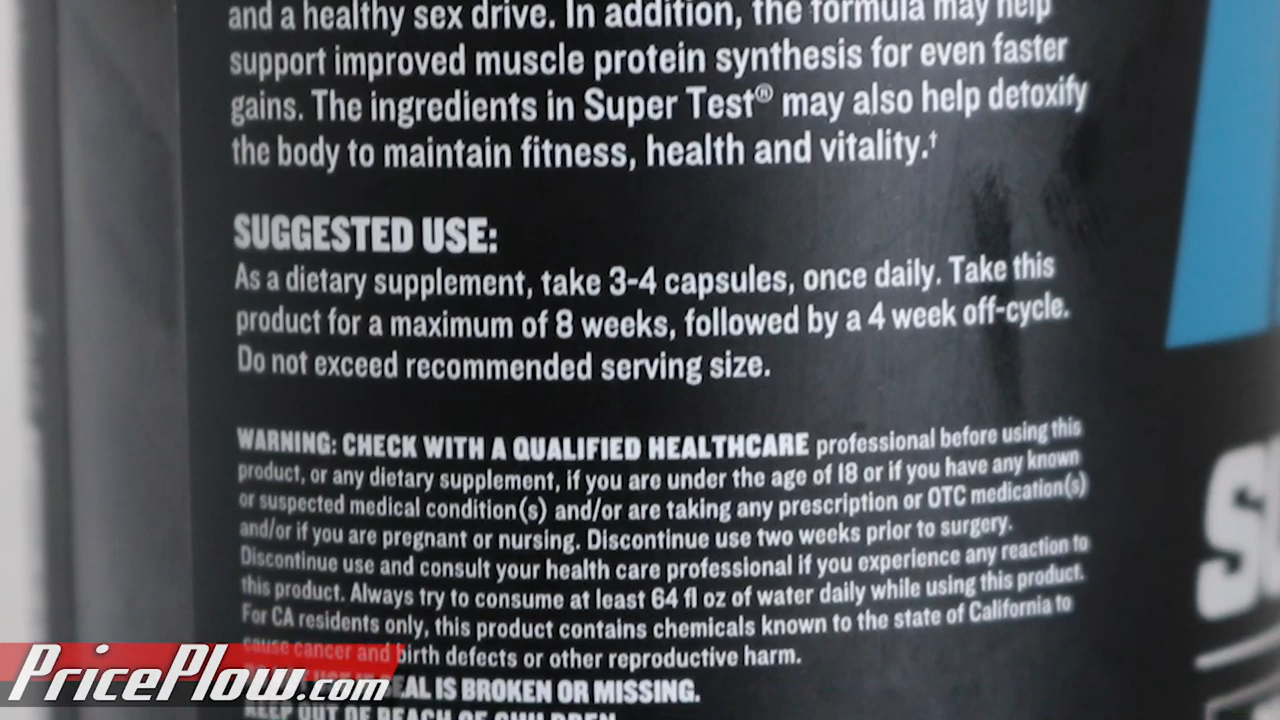 and a healthy sex drive. In addition, the formula may help
support improved muscle protein synthesis for even faster
gains. The ingredients in Super Test® may also help detoxify
the body to maintain fitness, health and vitality.†
SUGGESTED USE:
As a dietary supplement, take 3-4 capsules, once daily. Take this
product for a maximum of 8 weeks, followed by a 4 week off-cycle.
Do not exceed recommended serving size.
WARNING: CHECK WITH A QUALIFIED HEALTHCARE professional before using this
product, or any dietary supplement, if you are under the age of 18 or if you have any known
or suspected medical condition(s) and/or are taking any prescription or OTC medication(s)
and/or if you are pregnant or nursing. Discontinue use two weeks prior to surgery.
Discontinue use and consult your health care professional if you experience any reaction to
this product. Always try to consume at least 64 fl oz of water daily while using this product.
For CA residents only, this product contains chemicals known to the state of California to
cause cancer and birth defects or other reproductive harm.
EAL IS BROKEN OR MISSING.
KEEP OUT OF REACH OF CHILDREN
PricePlow.com